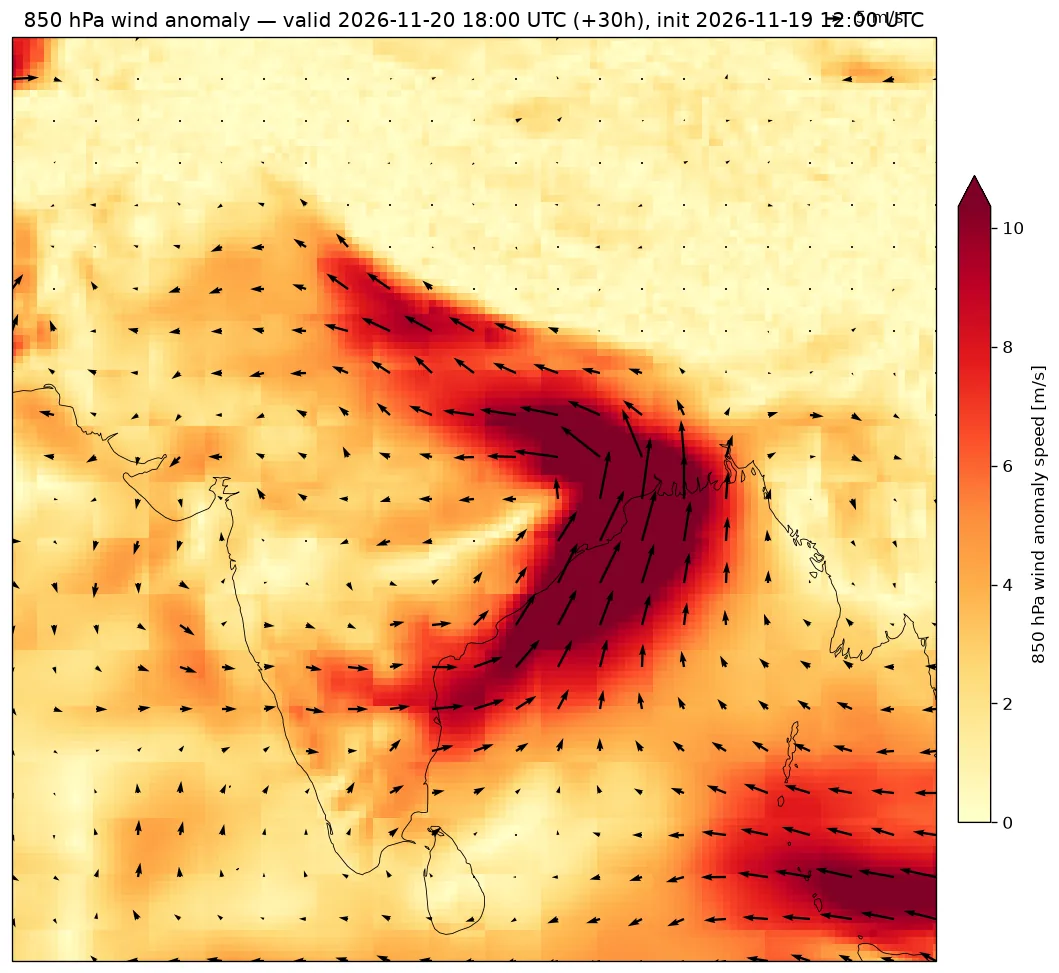 850 hPa wind anomaly — valid 2026-11-20 18:00 UTC (+30h), init 2026-11-19 12:00 UTC
5 m/s
10
8
6
4
2
0
850 hPa wind anomaly speed [m/s]